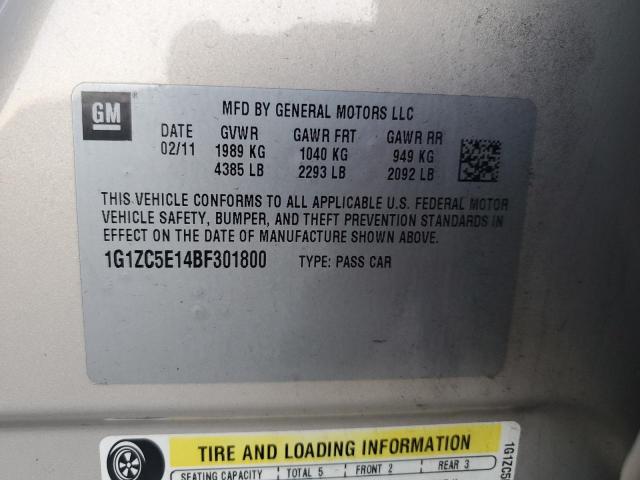 GM
MFD BY GENERAL MOTORS LLC
DATE GVWR GAWR FRT GAWR RR
02/11 1989 KG 1040 KG 949 KG
4385 LB 2293 LB 2092 LB
THIS VEHICLE CONFORMS TO ALL APPLICABLE U.S. FEDERAL MOTOR
VEHICLE SAFETY, BUMPER, AND THEFT PREVENTION STANDARDS IN
EFFECT ON THE DATE OF MANUFACTURE SHOWN ABOVE.
1G1ZC5E14BF301800 TYPE: PASS CAR
TIRE AND LOADING INFORMATION
SEATING CAPACITY TOTAL 5 FRONT 2 REAR 3
1G1ZC5